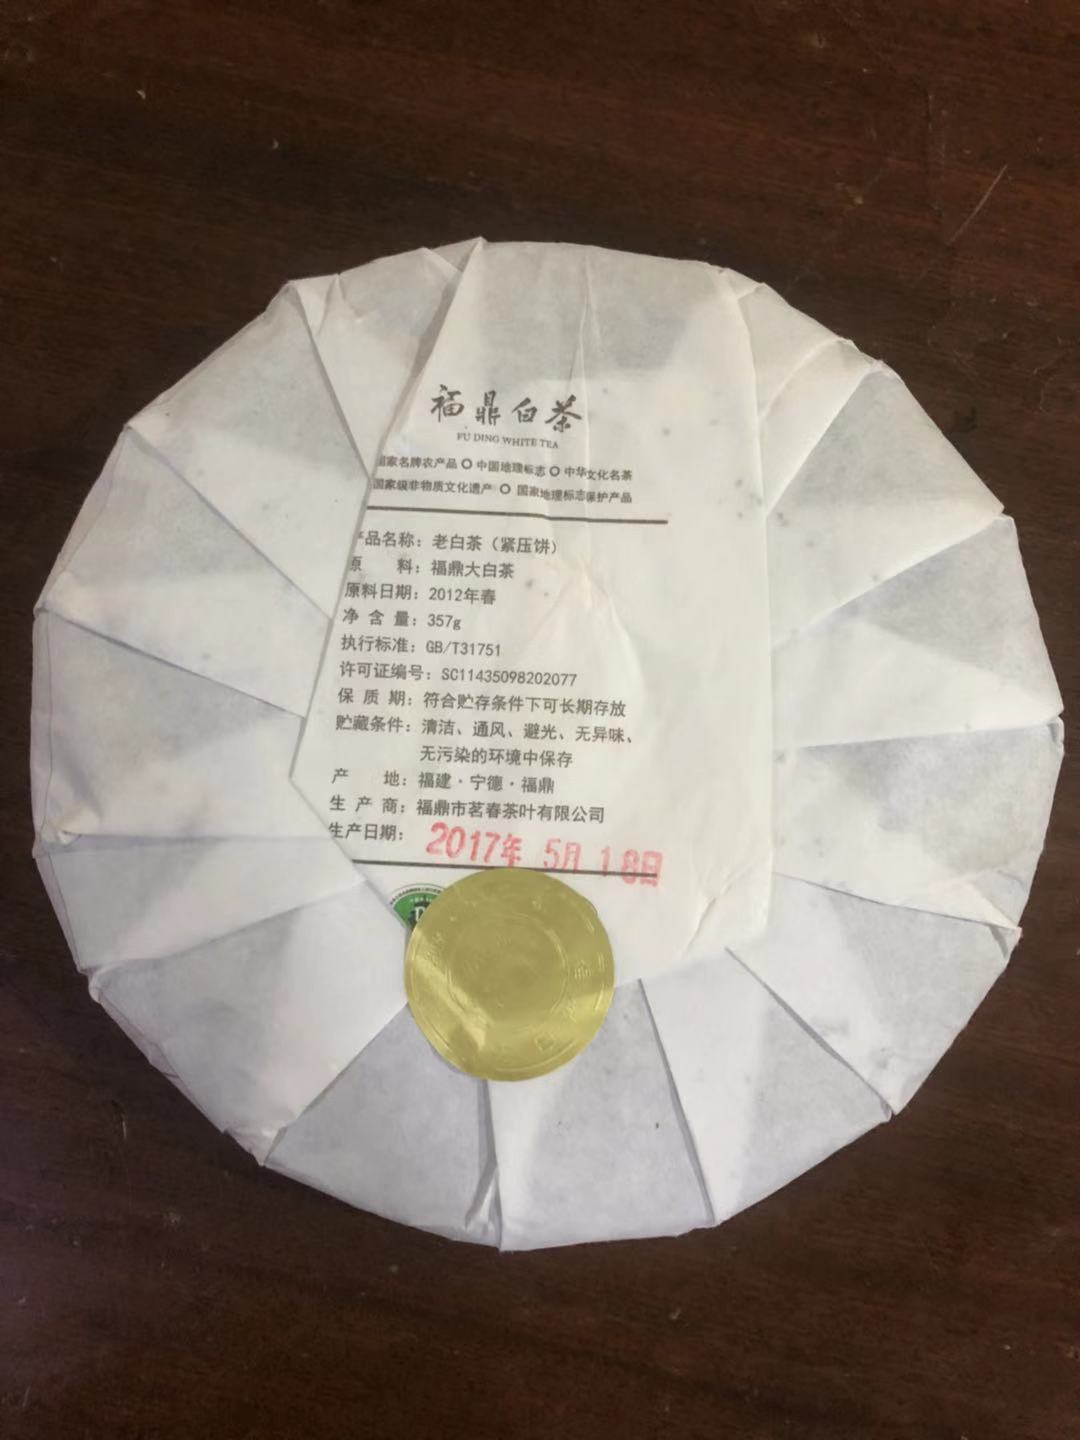 福鼎白茶
FU DING WHITE TEA
国家名牌农产品 中国地理标志 中华文化名茶
国家级非物质文化遗产 国家地理标志保护产品
产品名称：老白茶（紧压饼）
原 料：福鼎大白茶
原料日期：2012年春
净 含 量：357g
执行标准：GB/T31751
许可证编号：SC11435098202077
保 质 期：符合贮存条件下可长期存放
贮藏条件：清洁、通风、避光、无异味、
无污染的环境中保存
产 地：福建·宁德·福鼎
生 产 商：福鼎市茗春茶叶有限公司
生产日期：2017年 5月 18日